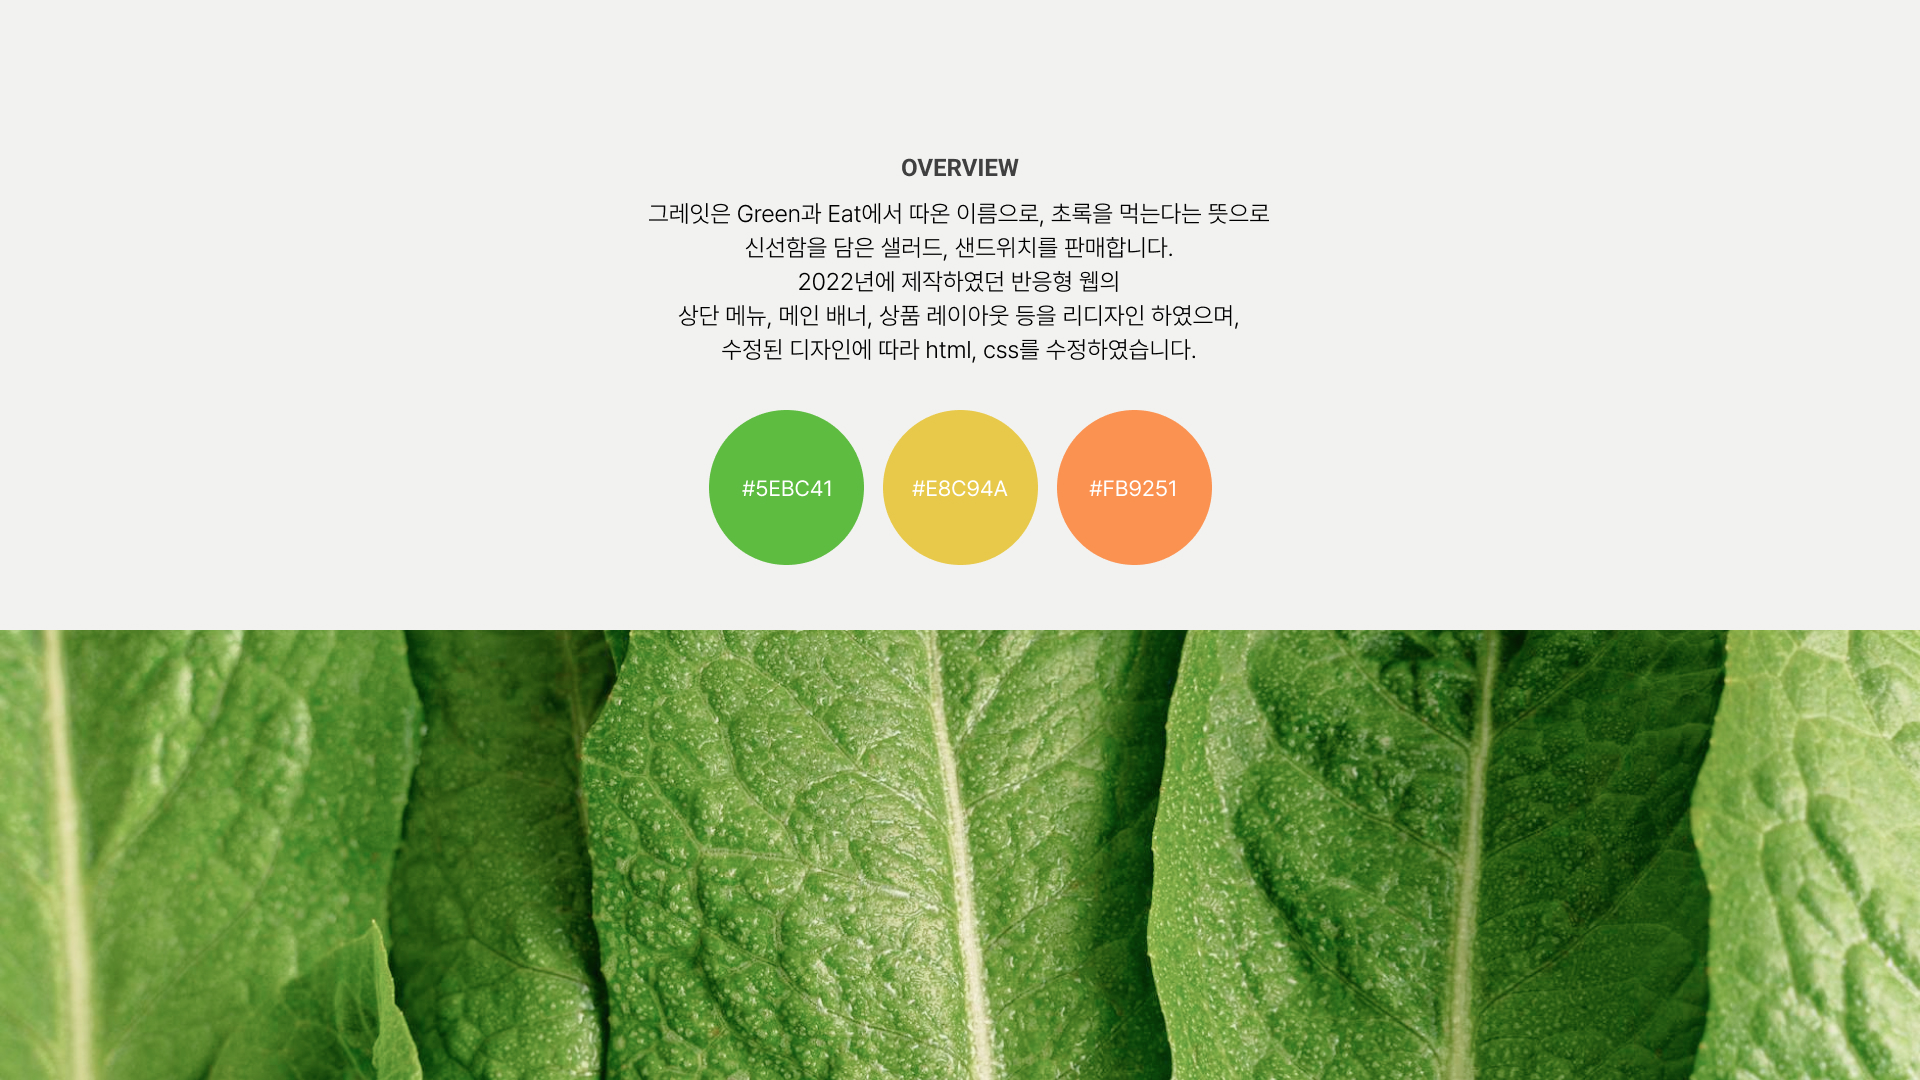 OVERVIEW
그레잇은 Green과 Eat에서 따온 이름으로, 초록을 먹는다는 뜻으로
신선함을 담은 샐러드, 샌드위치를 판매합니다.
2022년에 제작하였던 반응형 웹의
상단 메뉴, 메인 배너, 상품 레이아웃 등을 리디자인 하였으며,
수정된 디자인에 따라 html, css를 수정하였습니다.
#5EBC41
#E8C94A
#FB9251